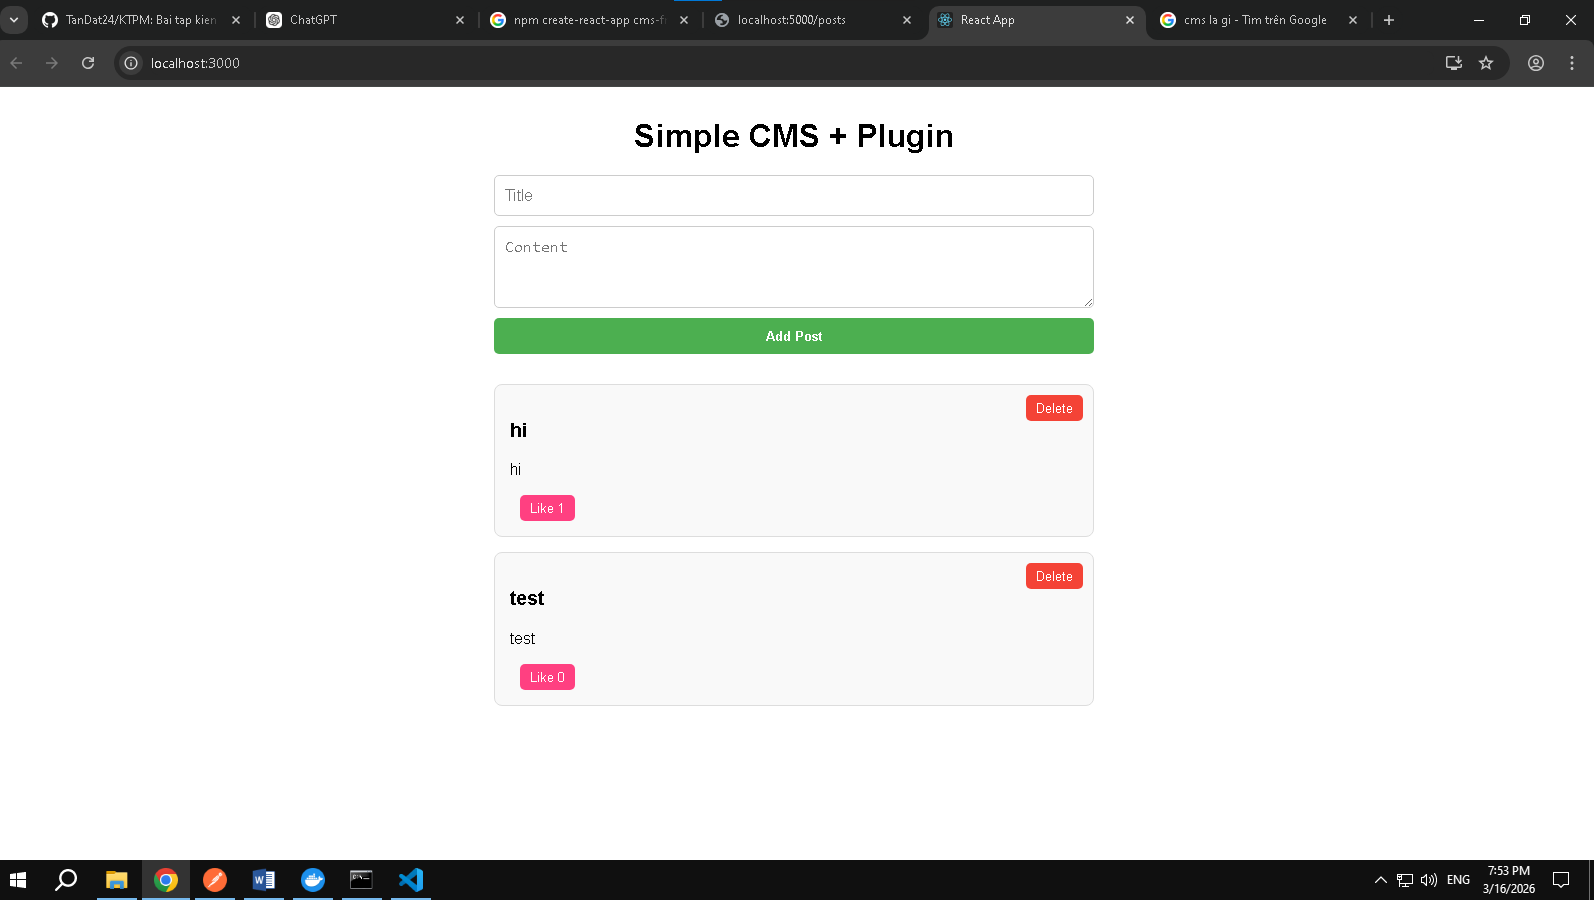 TanDat24/KTPM: Bai tap kien
ChatGPT
npm create-react-app cms-fr
localhost:5000/posts
React App
cms la gi - Tìm trên Google
localhost:3000
Simple CMS + Plugin
Title
Content
Add Post
Delete
hi
hi
Like 1
Delete
test
test
Like 0
ENG
7:53 PM
3/16/2026